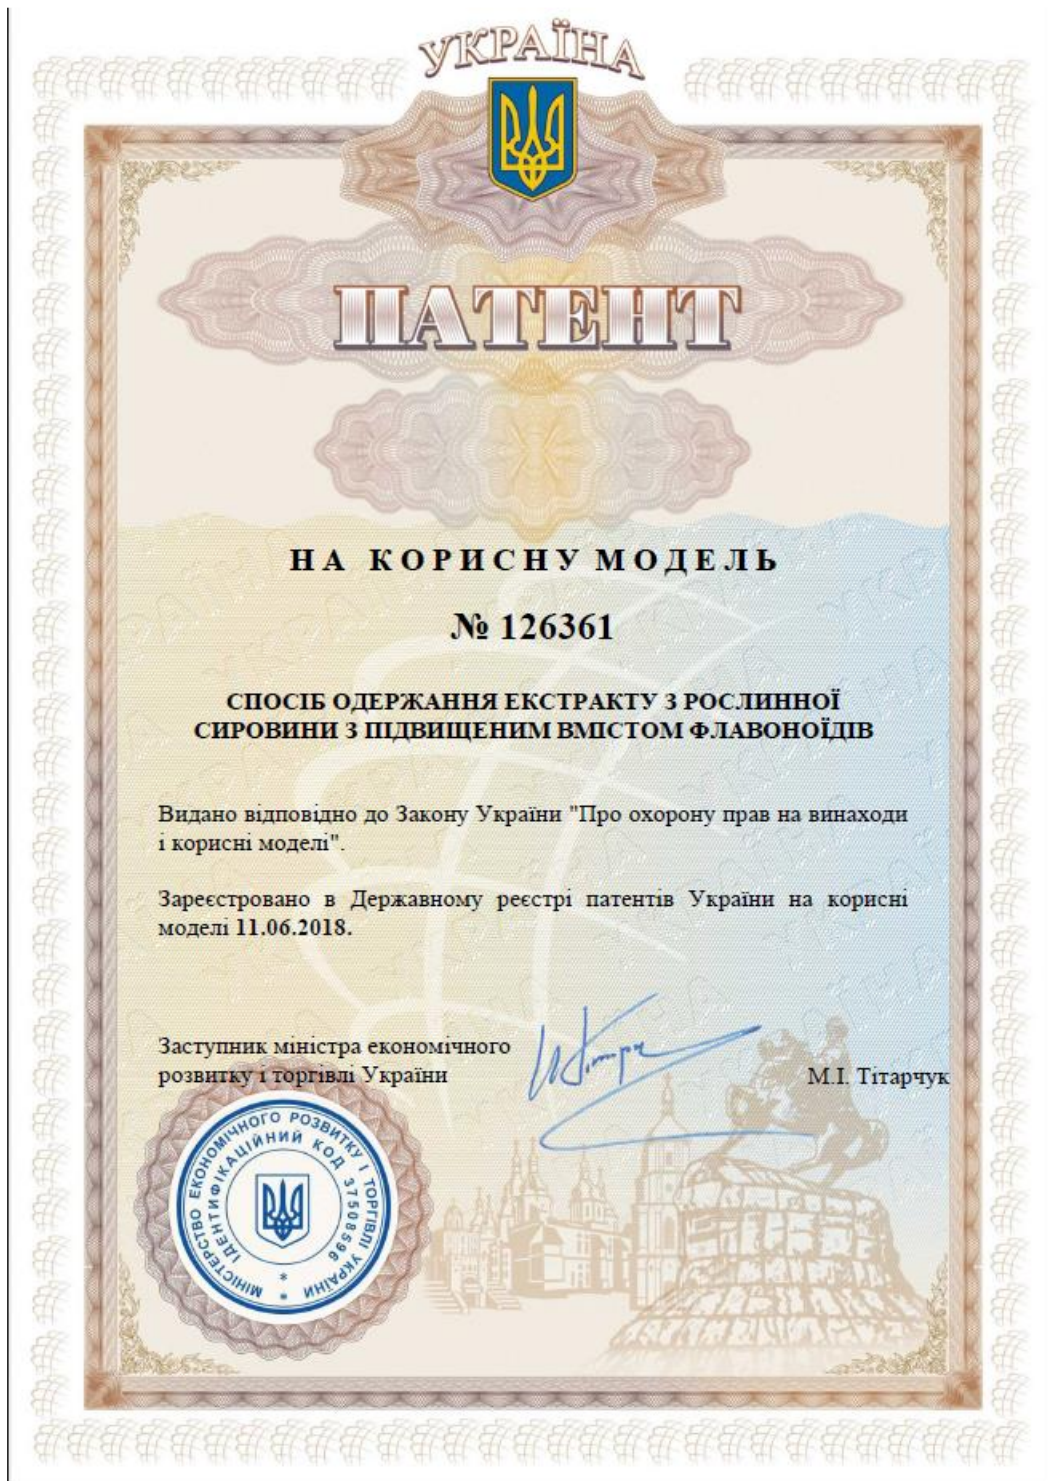 УКРАЇНА
ПАТЕНТ
НА КОРИСНУ МОДЕЛЬ
№ 126361
СПОСІБ ОДЕРЖАННЯ ЕКСТРАКТУ З РОСЛИННОЇ
СИРОВИНИ З ПІДВИЩЕНИМ ВМІСТОМ ФЛАВОНОЇДІВ
Видано відповідно до Закону України "Про охорону прав на винаходи
і корисні моделі".
Зареєстровано в Державному реєстрі патентів України на корисні
моделі 11.06.2018.
Заступник міністра економічного
розвитку і торгівлі України
М.І. Тітарчук
МІНІСТЕРСТВО ЕКОНОМІЧНОГО РОЗВИТКУ І ТОРГІВЛІ УКРАЇНИ *
ІДЕНТИФІКАЦІЙНИЙ КОД 37508596 *